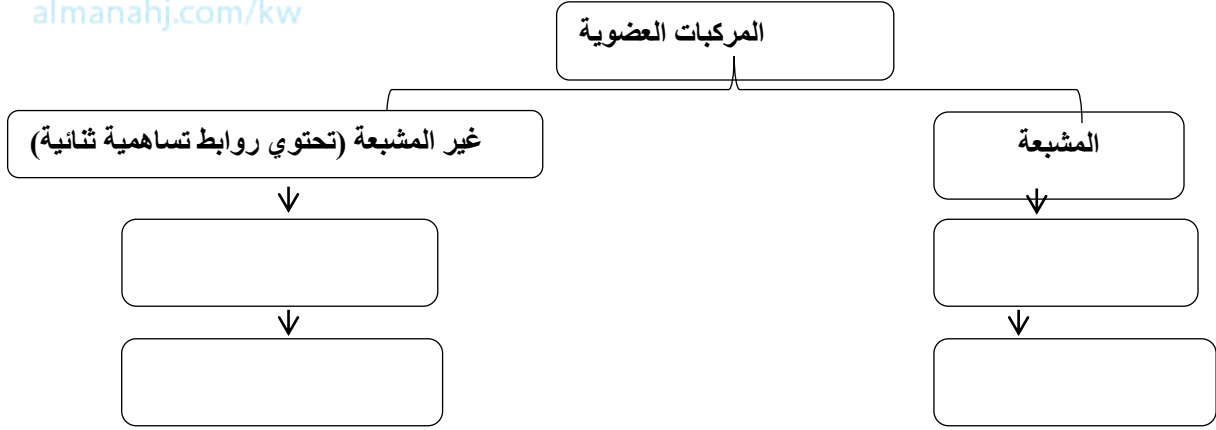 almanahj.com/kw
المركبات العضوية
المشبعة
غير المشبعة (تحتوي روابط تساهمية ثنائية)